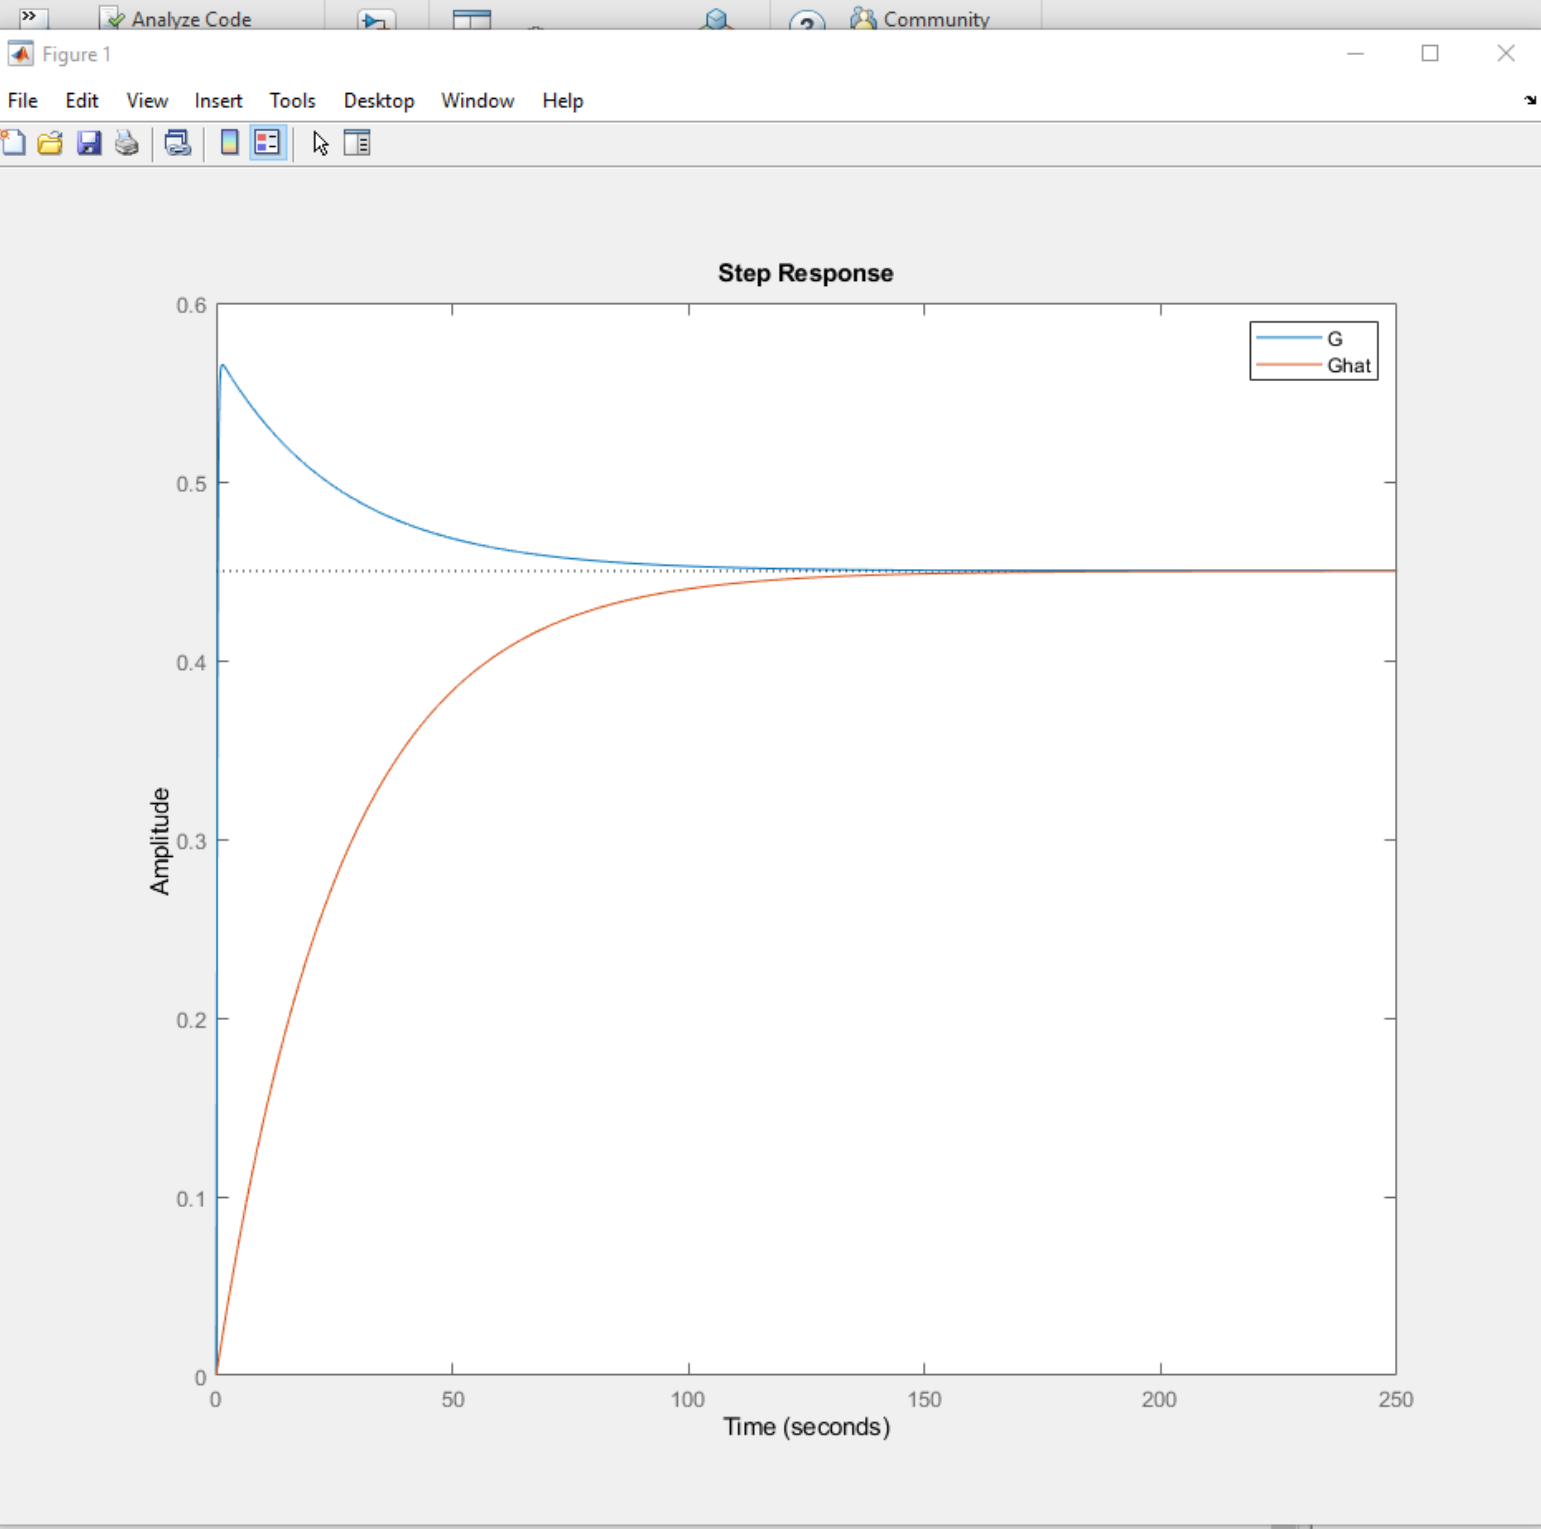 Analyze Code
? Community
Figure 1
File Edit View Insert Tools Desktop Window Help
Step Response
0.6
0.5
0.4
0.3
0.2
0.1
0
G
Ghat
Amplitude
0 50 100 150 200 250
Time (seconds)